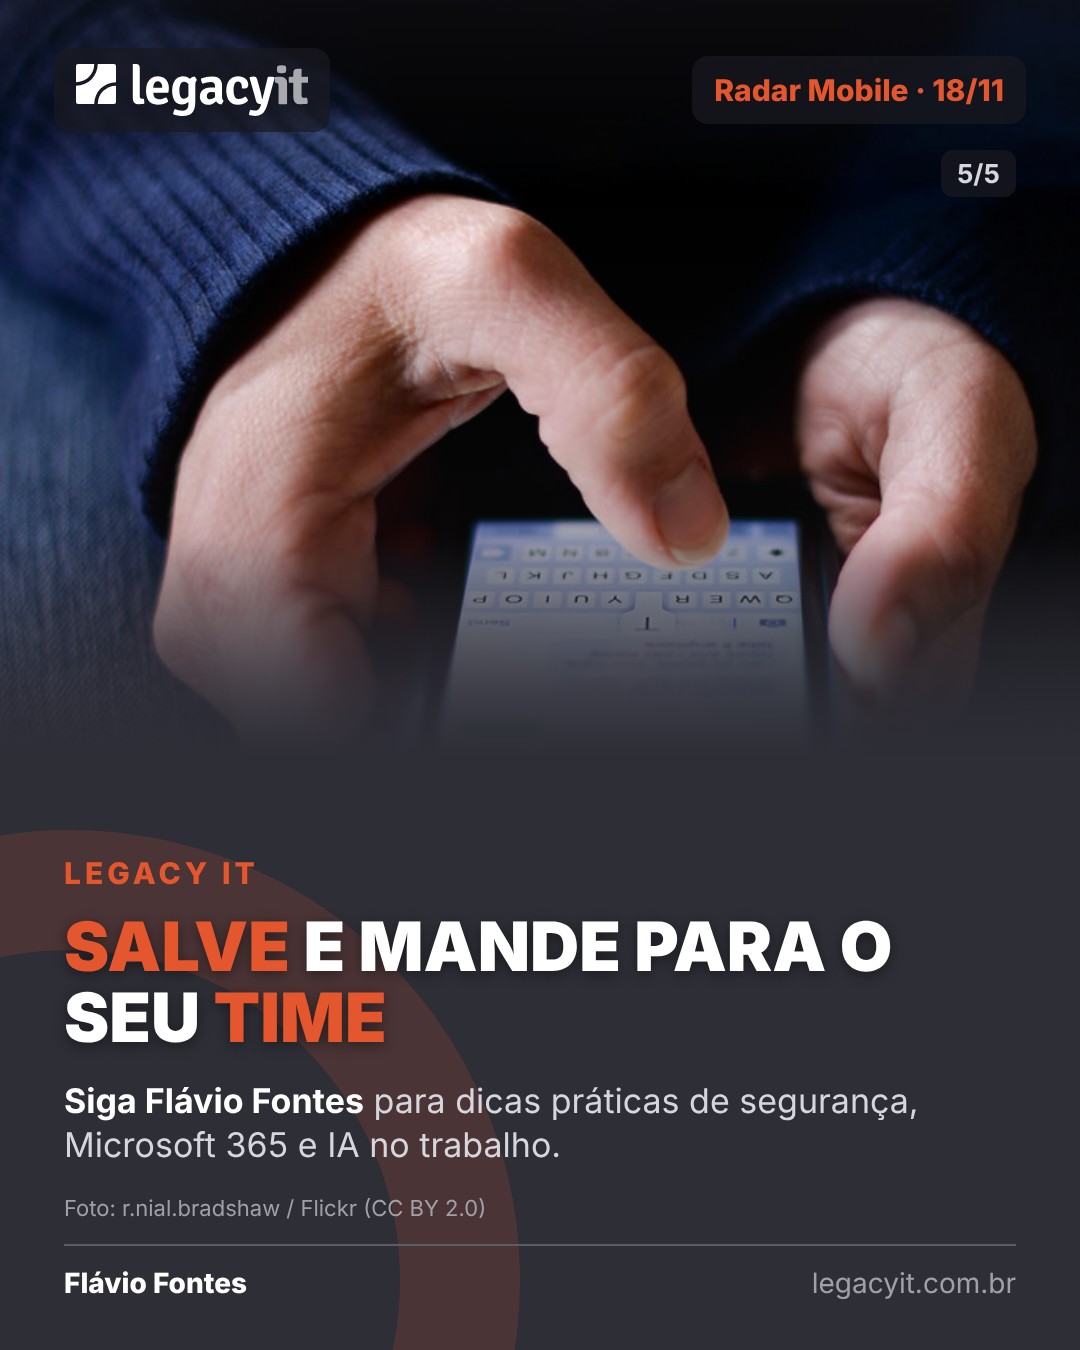 legacyit
Radar Mobile · 18/11
5/5
LEGACY IT
SALVE E MANDE PARA O
SEU TIME
Siga Flávio Fontes para dicas práticas de segurança,
Microsoft 365 e IA no trabalho.
Foto: r.nial.bradshaw / Flickr (CC BY 2.0)
Flávio Fontes
legacyit.com.br